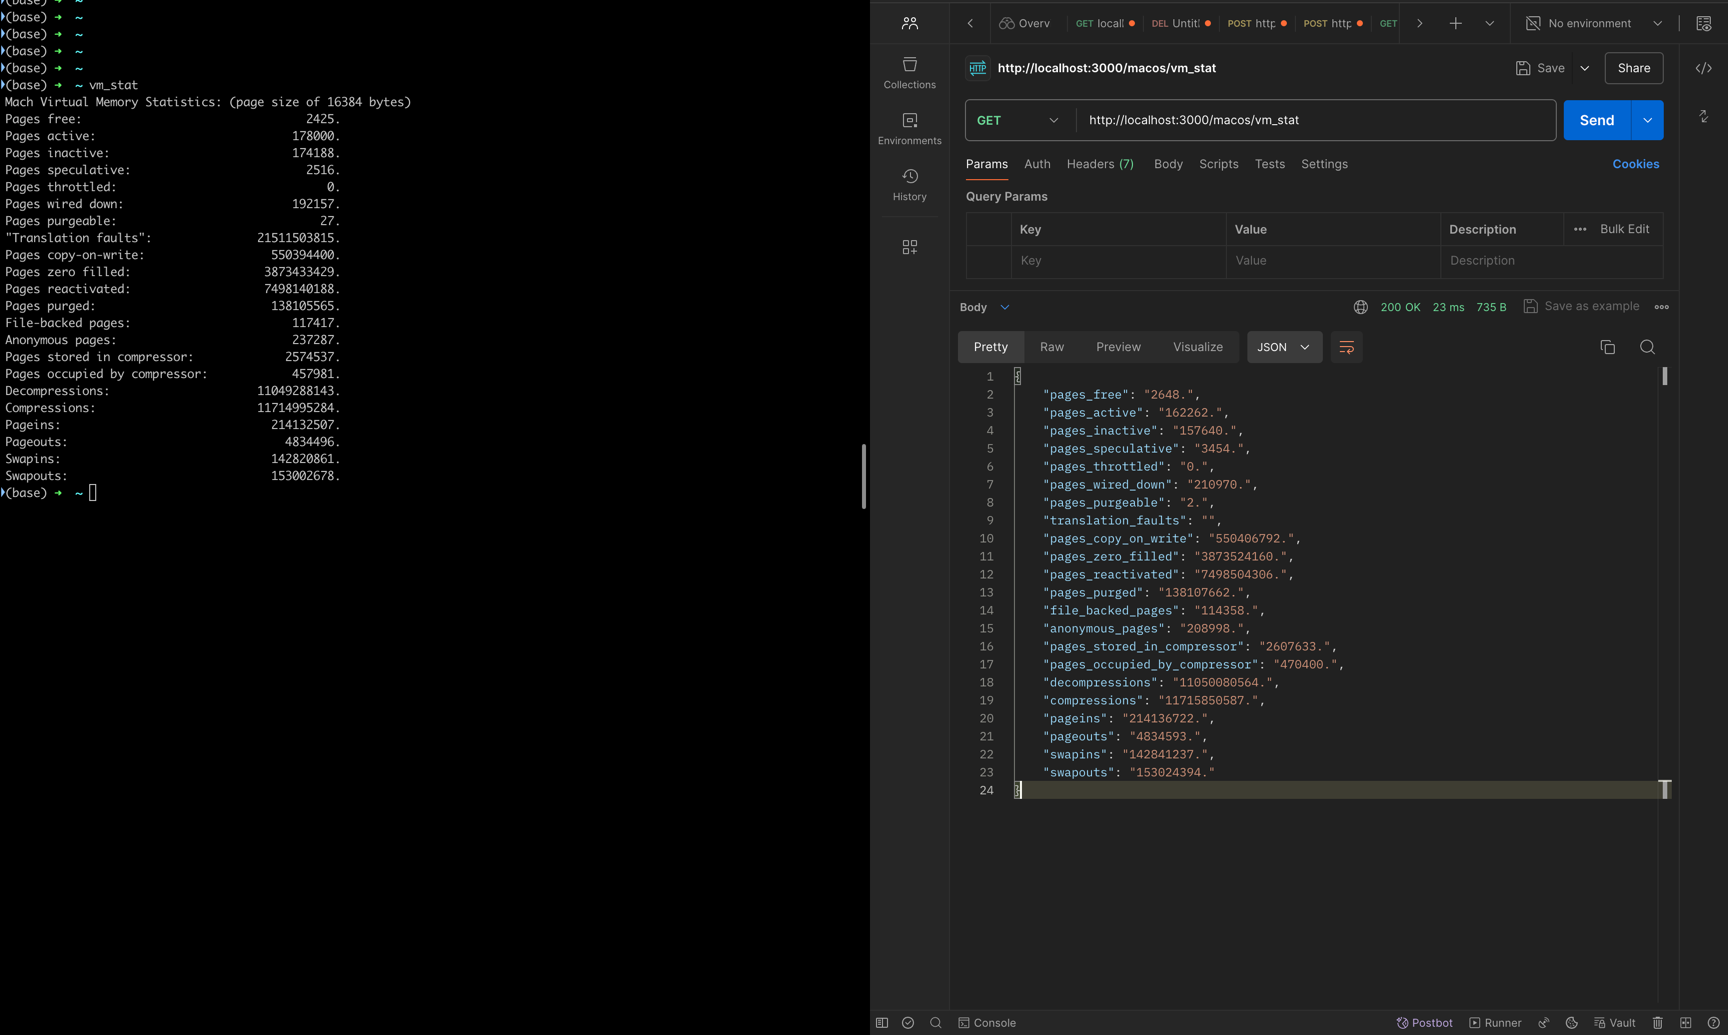 (base) ➜ ~
(base) ➜ ~
(base) ➜ ~
(base) ➜ ~
(base) ➜ ~
(base) ➜ ~ vm_stat
Mach Virtual Memory Statistics: (page size of 16384 bytes)
Pages free: 2425.
Pages active: 178000.
Pages inactive: 174188.
Pages speculative: 2516.
Pages throttled: 0.
Pages wired down: 192157.
Pages purgeable: 27.
"Translation faults": 21511503815.
Pages copy-on-write: 550394400.
Pages zero filled: 3873433429.
Pages reactivated: 7498140188.
Pages purged: 138105565.
File-backed pages: 117417.
Anonymous pages: 237287.
Pages stored in compressor: 2574537.
Pages occupied by compressor: 457981.
Decompressions: 11049288143.
Compressions: 11714995284.
Pageins: 214132507.
Pageouts: 4834496.
Swapins: 142820861.
Swapouts: 153002678.
(base) ➜ ~
Collections
Environments
History
Overv GET locall DEL Untit POST http POST http GET No environment
HTTP http://localhost:3000/macos/vm_stat Save Share
GET http://localhost:3000/macos/vm_stat Send
Params Auth Headers (7) Body Scripts Tests Settings Cookies
Query Params
Key Value Description Bulk Edit
Key Value Description
Body 200 OK 23 ms 735 B Save as example
Pretty Raw Preview Visualize JSON
1 {
2 "pages_free": "2648.",
3 "pages_active": "162262.",
4 "pages_inactive": "157640.",
5 "pages_speculative": "3454.",
6 "pages_throttled": "0.",
7 "pages_wired_down": "210970.",
8 "pages_purgeable": "2.",
9 "translation_faults": "",
10 "pages_copy_on_write": "550406792.",
11 "pages_zero_filled": "3873524160.",
12 "pages_reactivated": "7498504306.",
13 "pages_purged": "138107662.",
14 "file_backed_pages": "114358.",
15 "anonymous_pages": "208998.",
16 "pages_stored_in_compressor": "2607633.",
17 "pages_occupied_by_compressor": "470400.",
18 "decompressions": "11050080564.",
19 "compressions": "11715850587.",
20 "pageins": "214136722.",
21 "pageouts": "4834593.",
22 "swapins": "142841237.",
23 "swapouts": "153024394."
24 }
Console Postbot Runner Vault